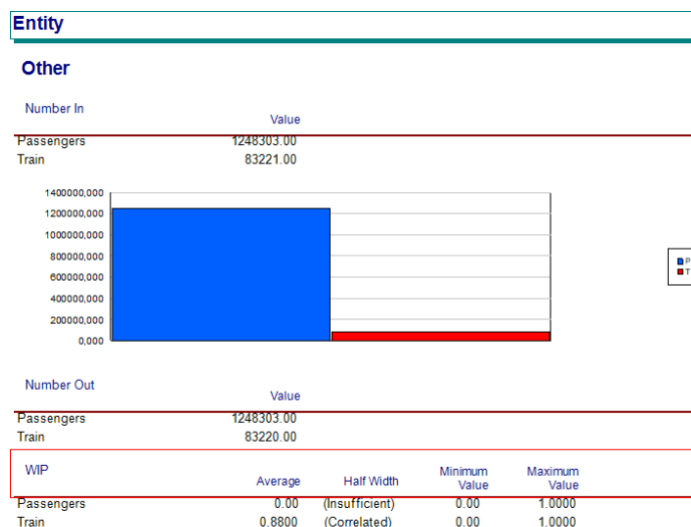 Entity
Other
Number In
Value
Passengers 1248303.00
Train 83221.00
1400000,000
1200000,000
1000000,000
800000,000
600000,000
400000,000
200000,000
0,000
P
T
Number Out
Value
Passengers 1248303.00
Train 83220.00
WIP Average Half Width Minimum Value Maximum Value
Passengers 0.00 (Insufficient) 0.00 1.0000
Train 0.8800 (Correlated) 0.00 1.0000